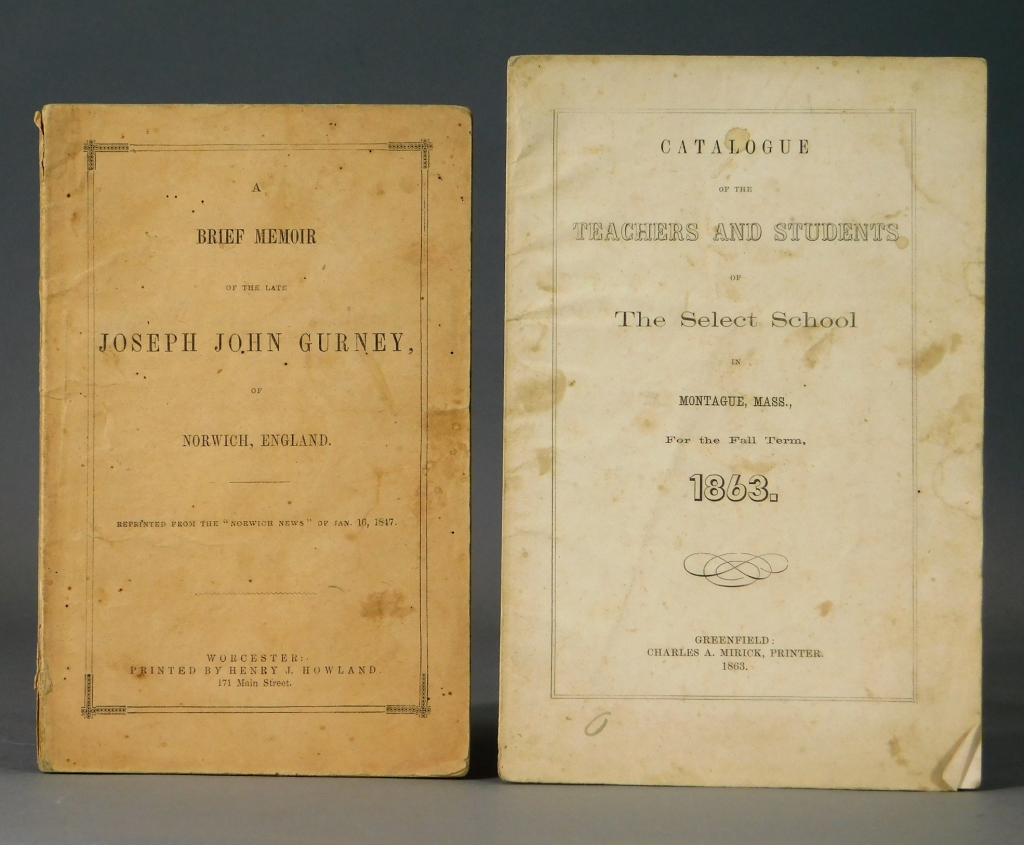 A
BRIEF MEMOIR
OF THE LATE
JOSEPH JOHN GURNEY,
OF
NORWICH, ENGLAND.
REPRINTED FROM THE "NORWICH NEWS" OF JAN. 16, 1847.
WORCESTER:
PRINTED BY HENRY J. HOWLAND.
171 Main Street.
CATALOGUE
OF THE
TEACHERS AND STUDENTS
OF
The Select School
IN
MONTAGUE, MASS.,
For the Fall Term,
1863.
GREENFIELD:
CHARLES A. MIRICK, PRINTER.
1863.